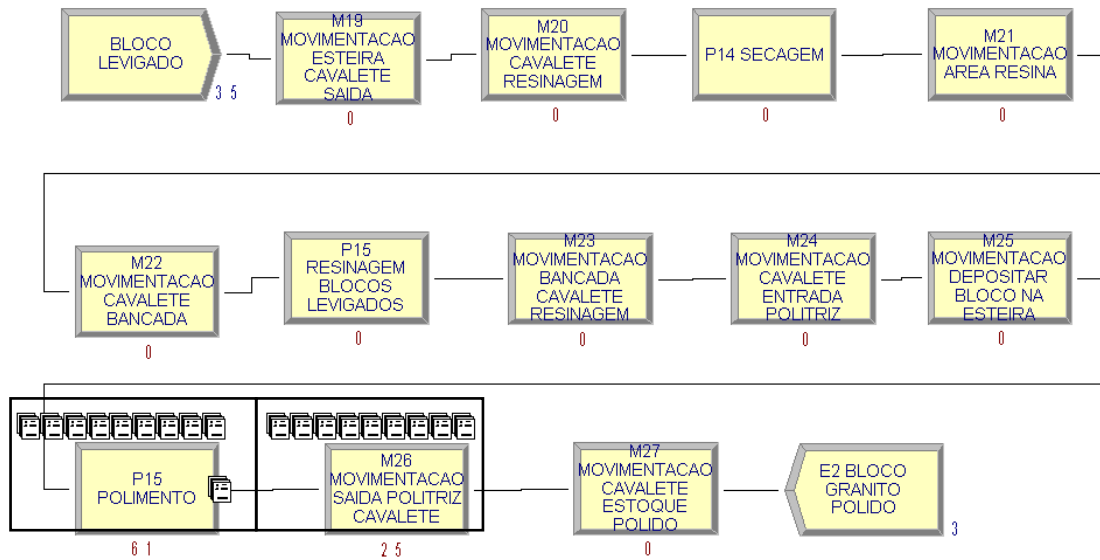 BLOCO
LEVIGADO
3 5
M19
MOVIMENTACAO
ESTEIRA
CAVALETE
SAIDA
0
M20
MOVIMENTACAO
CAVALETE
RESINAGEM
0
P14 SECAGEM
0
M21
MOVIMENTACAO
AREA RESINA
0
M22
MOVIMENTACAO
CAVALETE
BANCADA
0
P15
RESINAGEM
BLOCOS
LEVIGADOS
0
M23
MOVIMENTACAO
BANCADA
CAVALETE
RESINAGEM
0
M24
MOVIMENTACAO
CAVALETE
ENTRADA
POLITRIZ
0
M25
MOVIMENTACAO
DEPOSITAR
BLOCO NA
ESTEIRA
0
P15
POLIMENTO
6 1
M26
MOVIMENTACAO
SAIDA POLITRIZ
CAVALETE
2 5
M27
MOVIMENTACAO
CAVALETE
ESTOQUE
POLIDO
0
E2 BLOCO
GRANITO
POLIDO
3